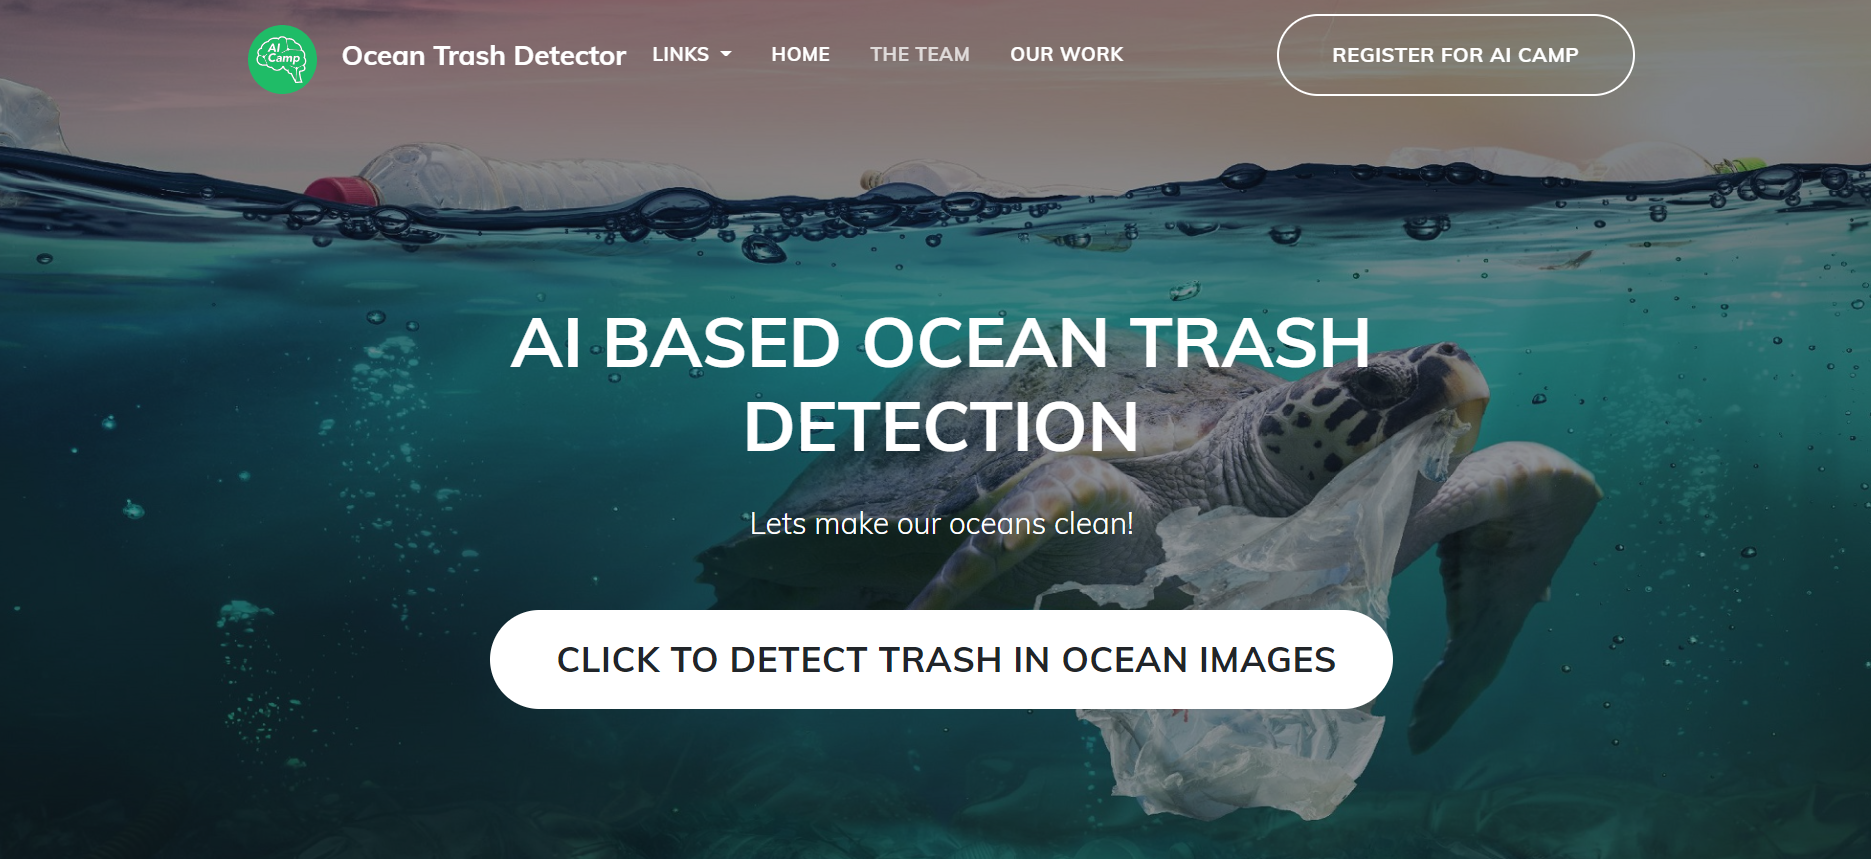 AI
Camp
Ocean Trash Detector
LINKS
HOME
THE TEAM
OUR WORK
REGISTER FOR AI CAMP
AI BASED OCEAN TRASH
DETECTION
Lets make our oceans clean!
CLICK TO DETECT TRASH IN OCEAN IMAGES